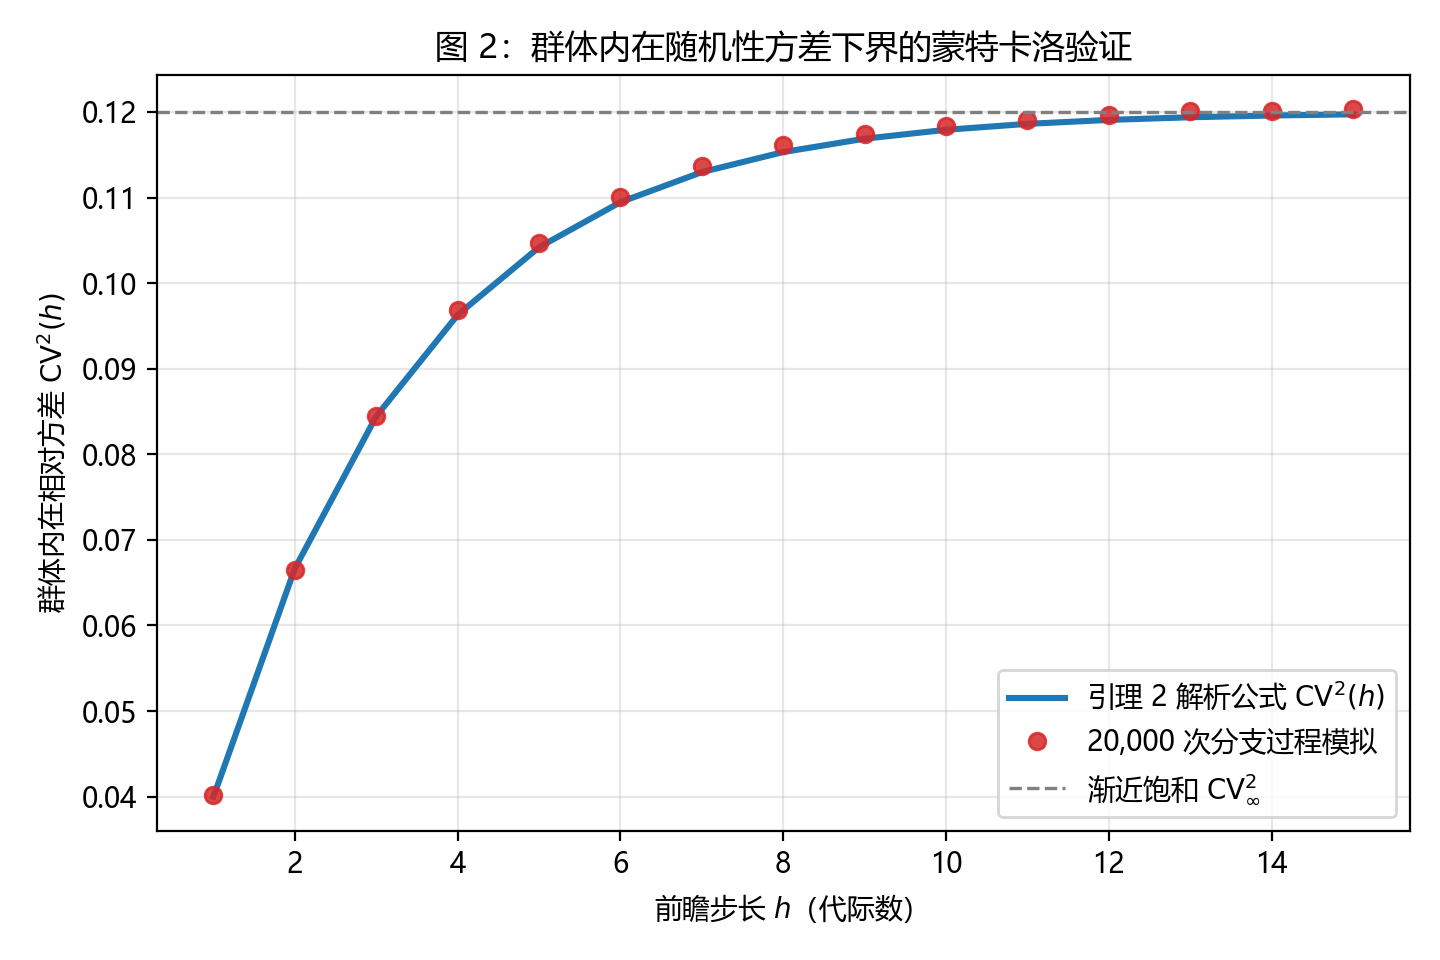 图 2：群体内在随机性方差下界的蒙特卡洛验证
群体内在相对方差 CV²(h)
0.12
0.11
0.10
0.09
0.08
0.07
0.06
0.05
0.04
引理 2 解析公式 CV²(h)
20,000 次分支过程模拟
渐近饱和 CV²∞
2 4 6 8 10 12 14
前瞻步长 h（代际数）